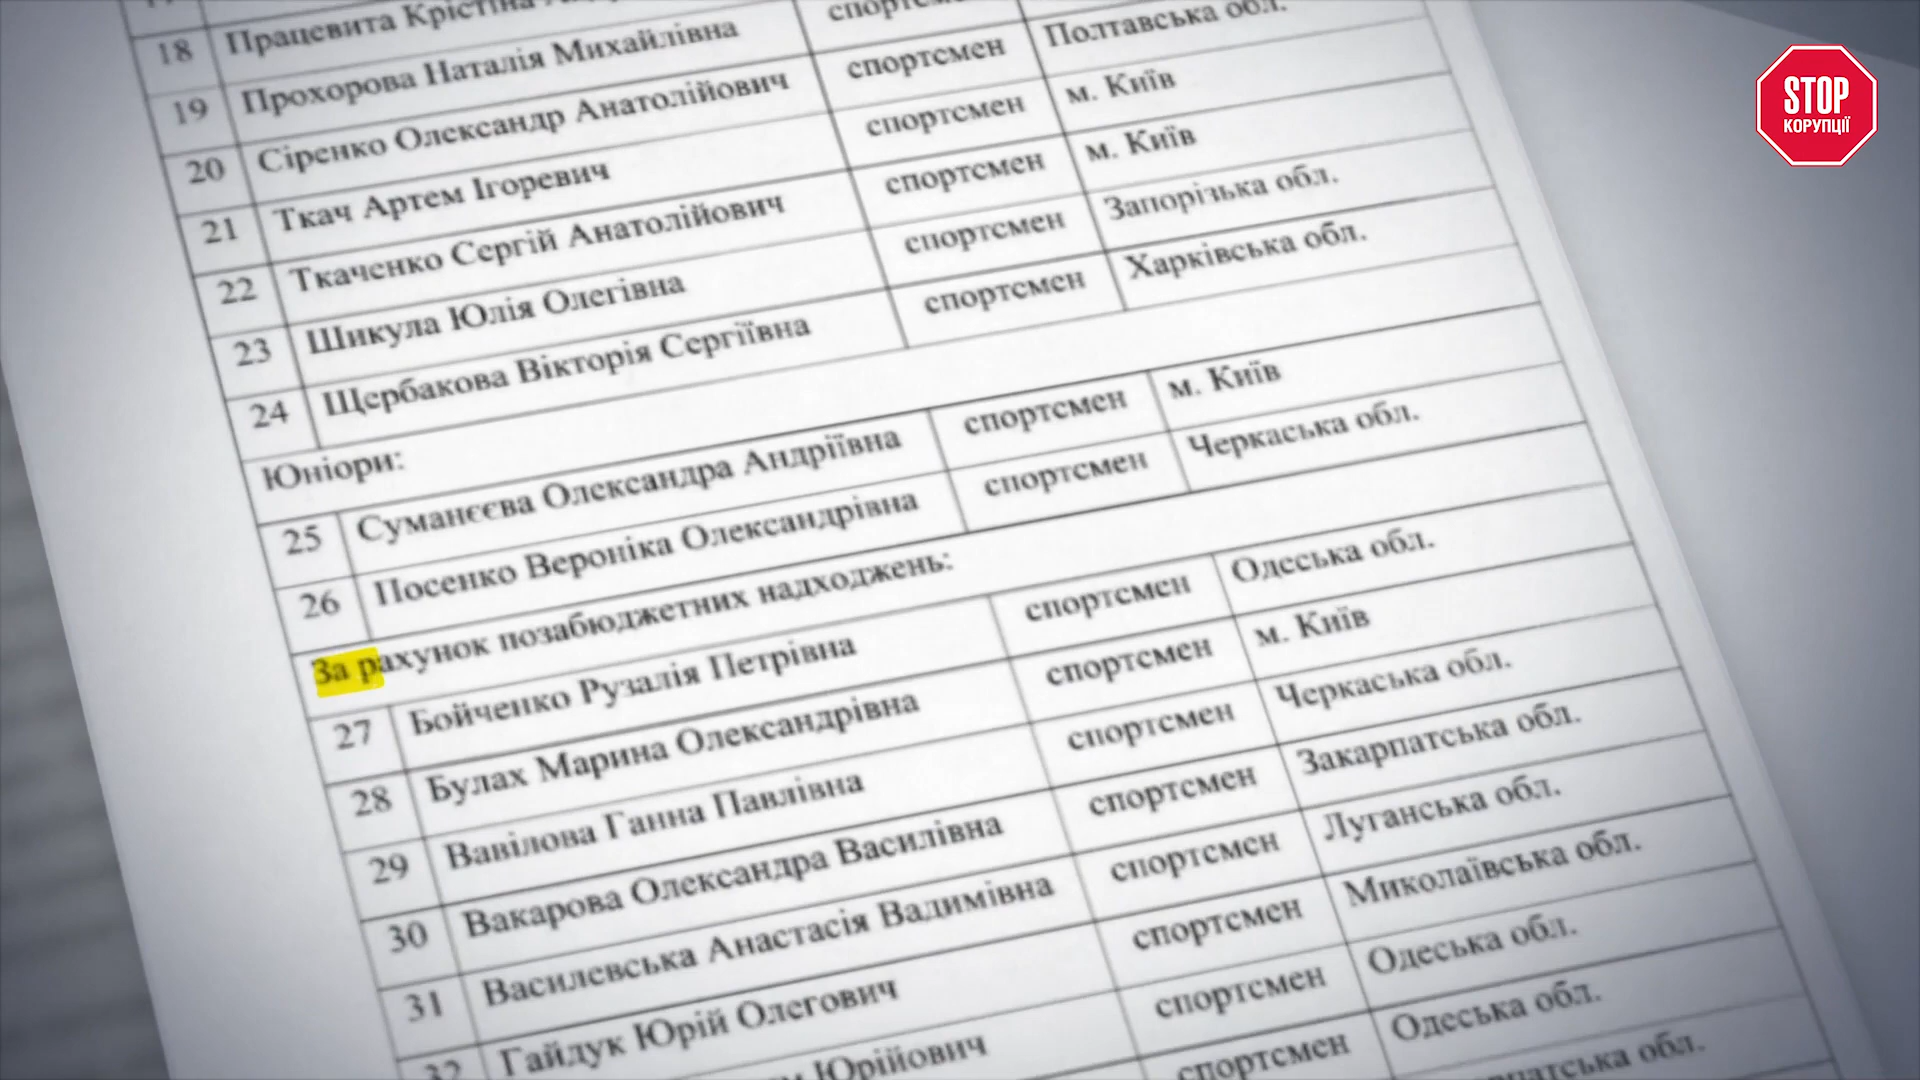 STOP
КОРУПЦІЇ
18 Працевита Крістіна
19 Прохорова Наталія Михайлівна
20 Сіренко Олександр Анатолійович спортсмен Полтавська обл.
21 Ткач Артем Ігоревич спортсмен м. Київ
22 Ткаченко Сергій Анатолійович спортсмен м. Київ
23 Шикула Юлія Олегівна спортсмен Запорізька обл.
24 Щербакова Вікторія Сергіївна спортсмен Харківська обл.
Юніори:
25 Суманєєва Олександра Андріївна спортсмен м. Київ
26 Посенко Вероніка Олександрівна спортсмен Черкаська обл.
За рахунок позабюджетних надходжень:
27 Бойченко Рузалія Петрівна спортсмен Одеська обл.
28 Булах Марина Олександрівна спортсмен м. Київ
29 Вавілова Ганна Павлівна спортсмен Черкаська обл.
30 Вакарова Олександра Василівна спортсмен Закарпатська обл.
31 Василевська Анастасія Вадимівна спортсмен Луганська обл.
32 Гайдук Юрій Олегович спортсмен Миколаївська обл.
Юрійович спортсмен Одеська обл.
спортсмен Одеська обл.
обл.